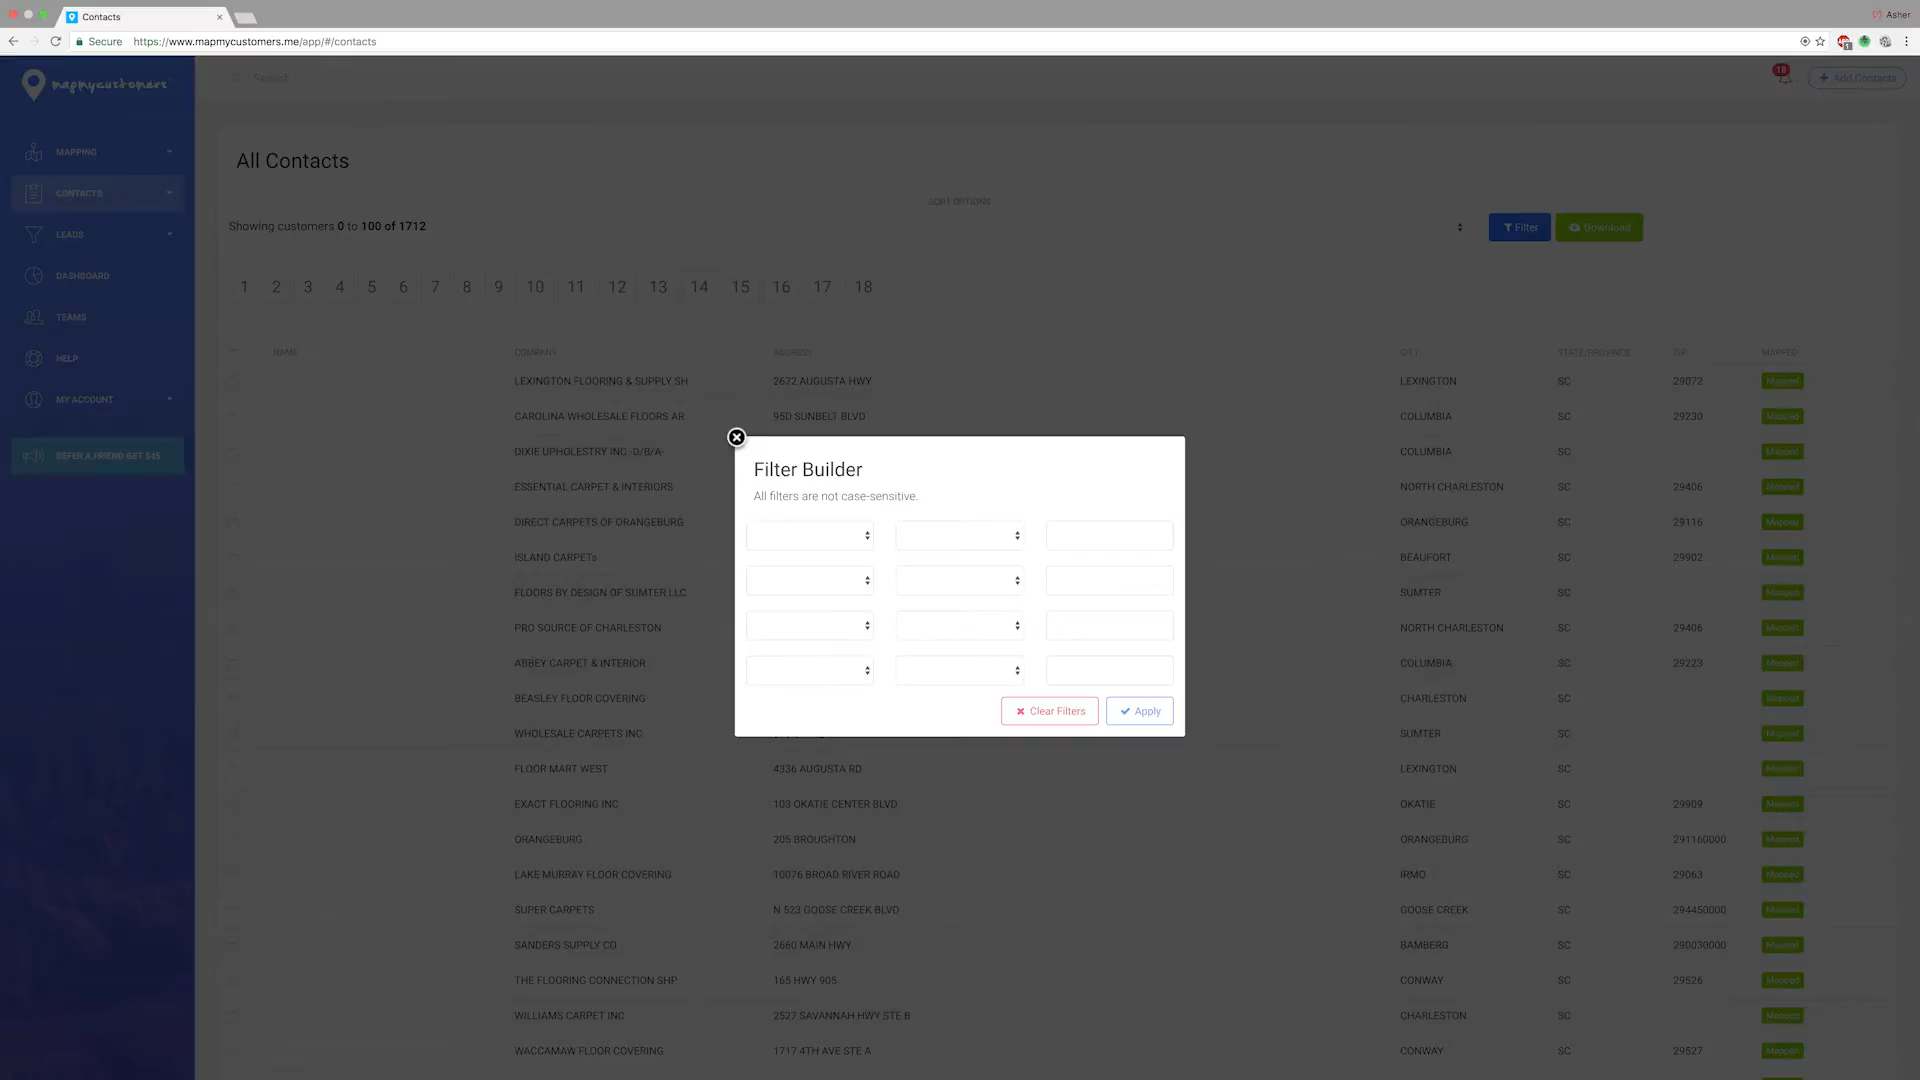 Contacts
Asher
Secure https://www.mapmycustomers.me/app/#/contacts
1
mapmycustomers
Search
18
Add Contacts
MAPPING
CONTACTS
LEADS
DASHBOARD
TEAMS
HELP
MY ACCOUNT
REFER A FRIEND GET $45
All Contacts
SORT OPTIONS
Showing customers 0 to 100 of 1712
Filter
Download
1 2 3 4 5 6 7 8 9 10 11 12 13 14 15 16 17 18
NAME COMPANY ADDRESS CITY STATE/PROVINCE ZIP MAPPED
LEXINGTON FLOORING & SUPPLY SH 2672 AUGUSTA HWY LEXINGTON SC 29072 Mapped
CAROLINA WHOLESALE FLOORS AR 95D SUNBELT BLVD COLUMBIA SC 29230 Mapped
DIXIE UPHOLESTRY INC -D/B/A- COLUMBIA SC Mapped
ESSENTIAL CARPET & INTERIORS NORTH CHARLESTON SC 29406 Mapped
DIRECT CARPETS OF ORANGEBURG ORANGEBURG SC 29116 Mapped
ISLAND CARPETs BEAUFORT SC 29902 Mapped
FLOORS BY DESIGN OF SUMTER LLC SUMTER SC Mapped
PRO SOURCE OF CHARLESTON NORTH CHARLESTON SC 29406 Mapped
ABBEY CARPET & INTERIOR COLUMBIA SC 29223 Mapped
BEASLEY FLOOR COVERING CHARLESTON SC Mapped
WHOLESALE CARPETS INC SUMTER SC Mapped
FLOOR MART WEST 4336 AUGUSTA RD LEXINGTON SC Mapped
EXACT FLOORING INC 103 OKATIE CENTER BLVD OKATIE SC 29909 Mapped
ORANGEBURG 205 BROUGHTON ORANGEBURG SC 291160000 Mapped
LAKE MURRAY FLOOR COVERING 10076 BROAD RIVER ROAD IRMO SC 29063 Mapped
SUPER CARPETS N 523 GOOSE CREEK BLVD GOOSE CREEK SC 294450000 Mapped
SANDERS SUPPLY CO 2660 MAIN HWY BAMBERG SC 290030000 Mapped
THE FLOORING CONNECTION SHP 165 HWY 905 CONWAY SC 29526 Mapped
WILLIAMS CARPET INC 2527 SAVANNAH HWY STE B CHARLESTON SC Mapped
WACCAMAW FLOOR COVERING 1717 4TH AVE STE A CONWAY SC 29527 Mapped
Filter Builder
All filters are not case-sensitive.
Clear Filters
Apply